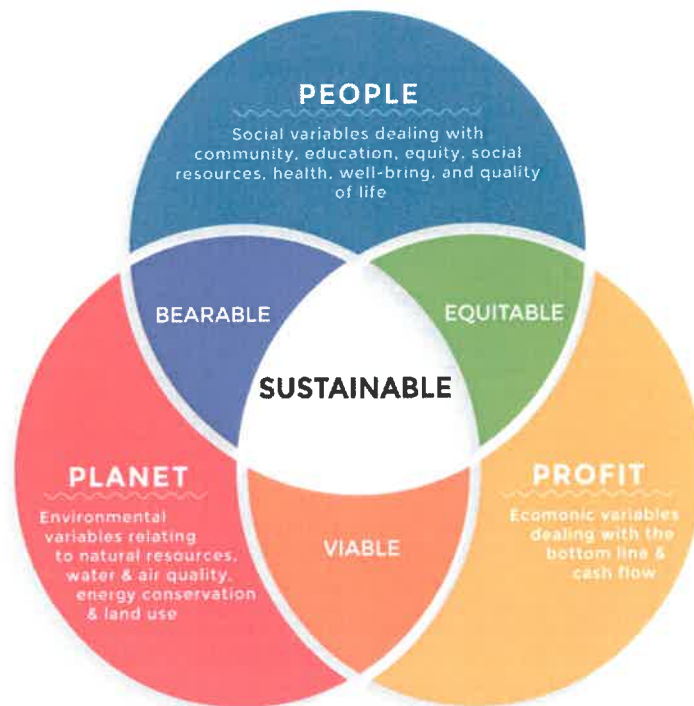 PEOPLE
Social variables dealing with
community, education, equity, social
resources, health, well-bring, and quality
of life
BEARABLE
EQUITABLE
SUSTAINABLE
PLANET
Environmental
variables relating
to natural resources,
water & air quality,
energy conservation
& land use
VIABLE
PROFIT
Ecomonic variables
dealing with the
bottom line &
cash flow